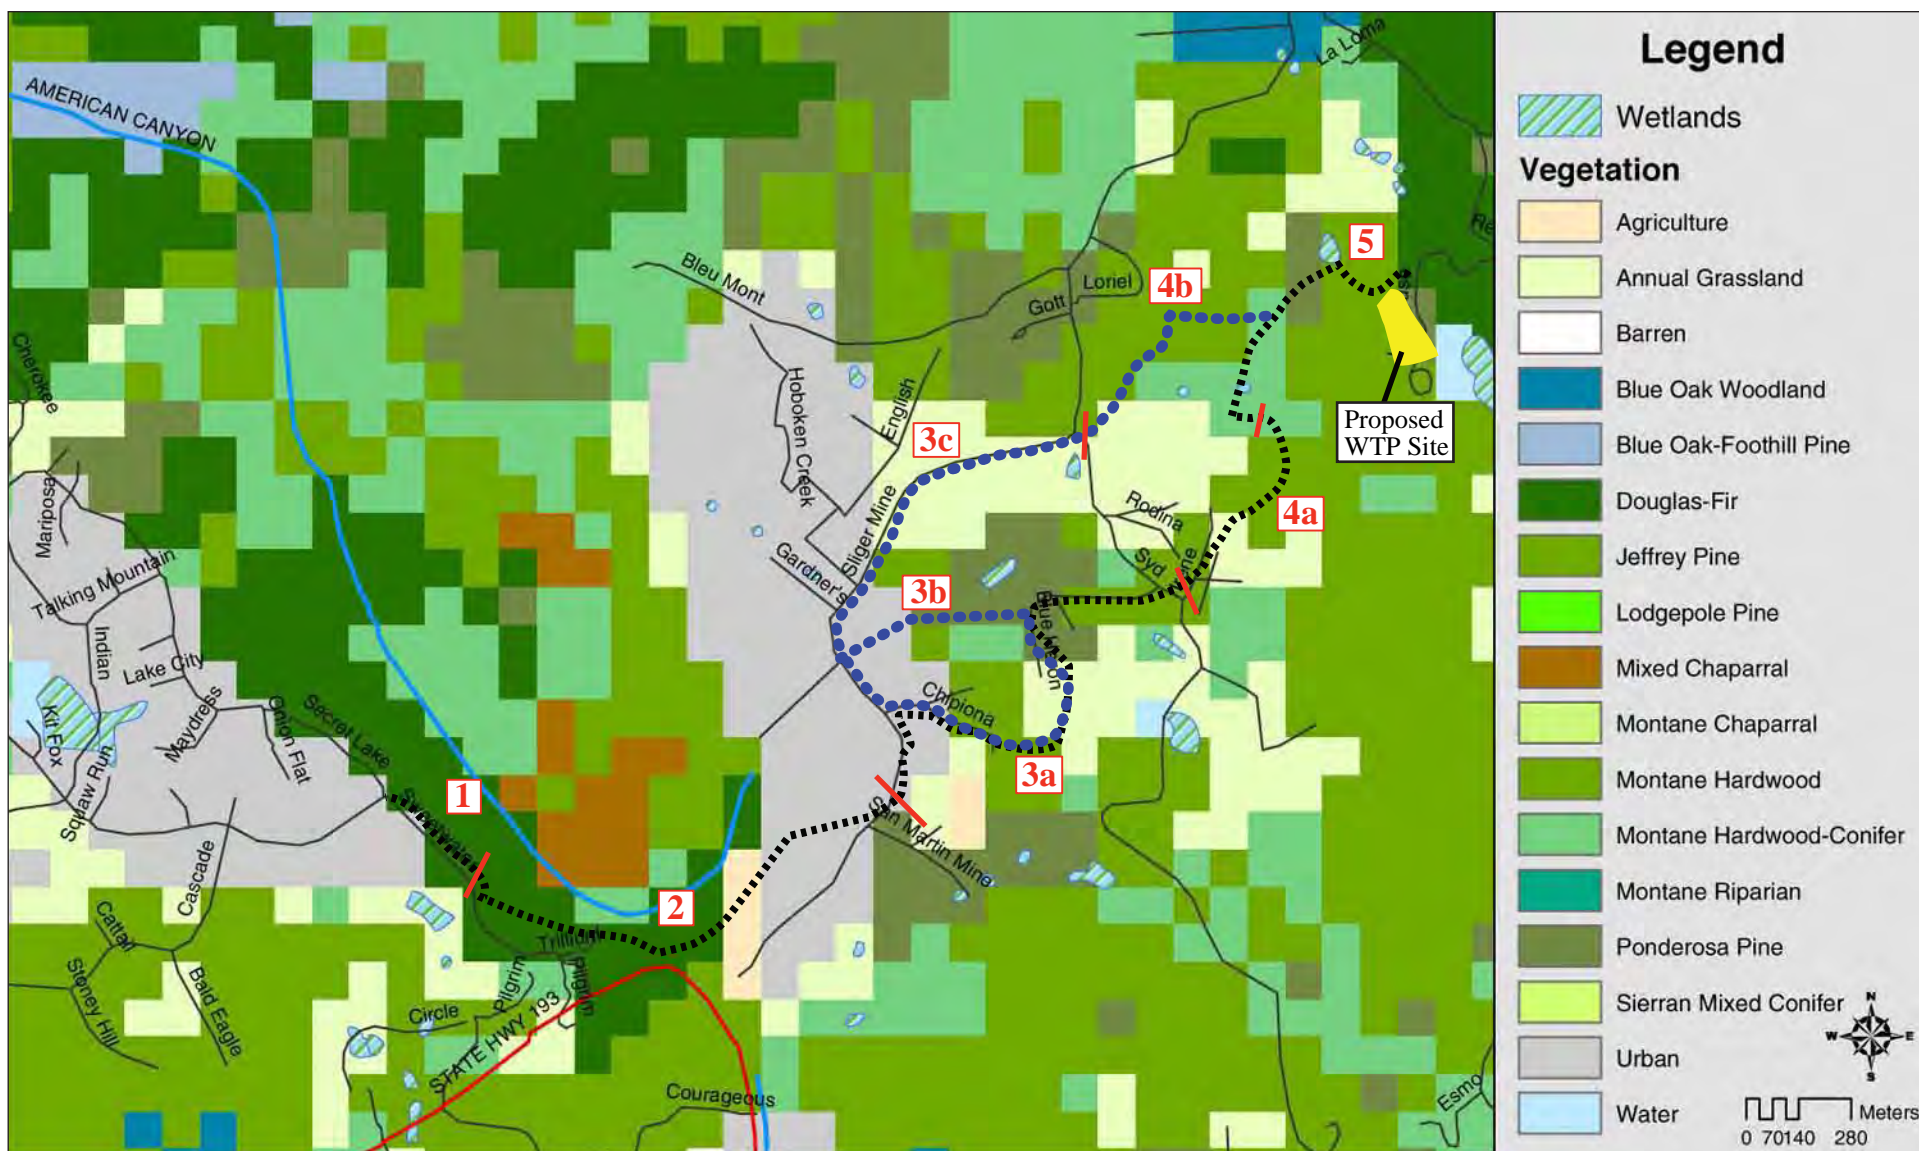 AMERICAN CANYON
La Loma
Bleu Mont
Loriel
Gott
5
4b
Proposed
WTP Site
Cherokee
Hoboken Creek
English
3c
Mariposa
Sliger Mine
Rodina
4a
Gardner's
Syd
Talking Mountain
3b
Blue Heron
Indian
Lake City
Chipiona
Secret Lake
Onion Flat
Maydress
Kit Fox
Squaw Run
1
Sweetwater
3a
San Martin Mine
Cascade
2
Cattail
Trillium
Stoney Hill
Bald Eagle
Pilgrim
Pilgrim
Circle
STATE HWY 193
Courageous
Esmo
Legend
Wetlands
Vegetation
Agriculture
Annual Grassland
Barren
Blue Oak Woodland
Blue Oak-Foothill Pine
Douglas-Fir
Jeffrey Pine
Lodgepole Pine
Mixed Chaparral
Montane Chaparral
Montane Hardwood
Montane Hardwood-Conifer
Montane Riparian
Ponderosa Pine
Sierran Mixed Conifer
Urban
Water
N
W E
S
Meters
0 70140 280